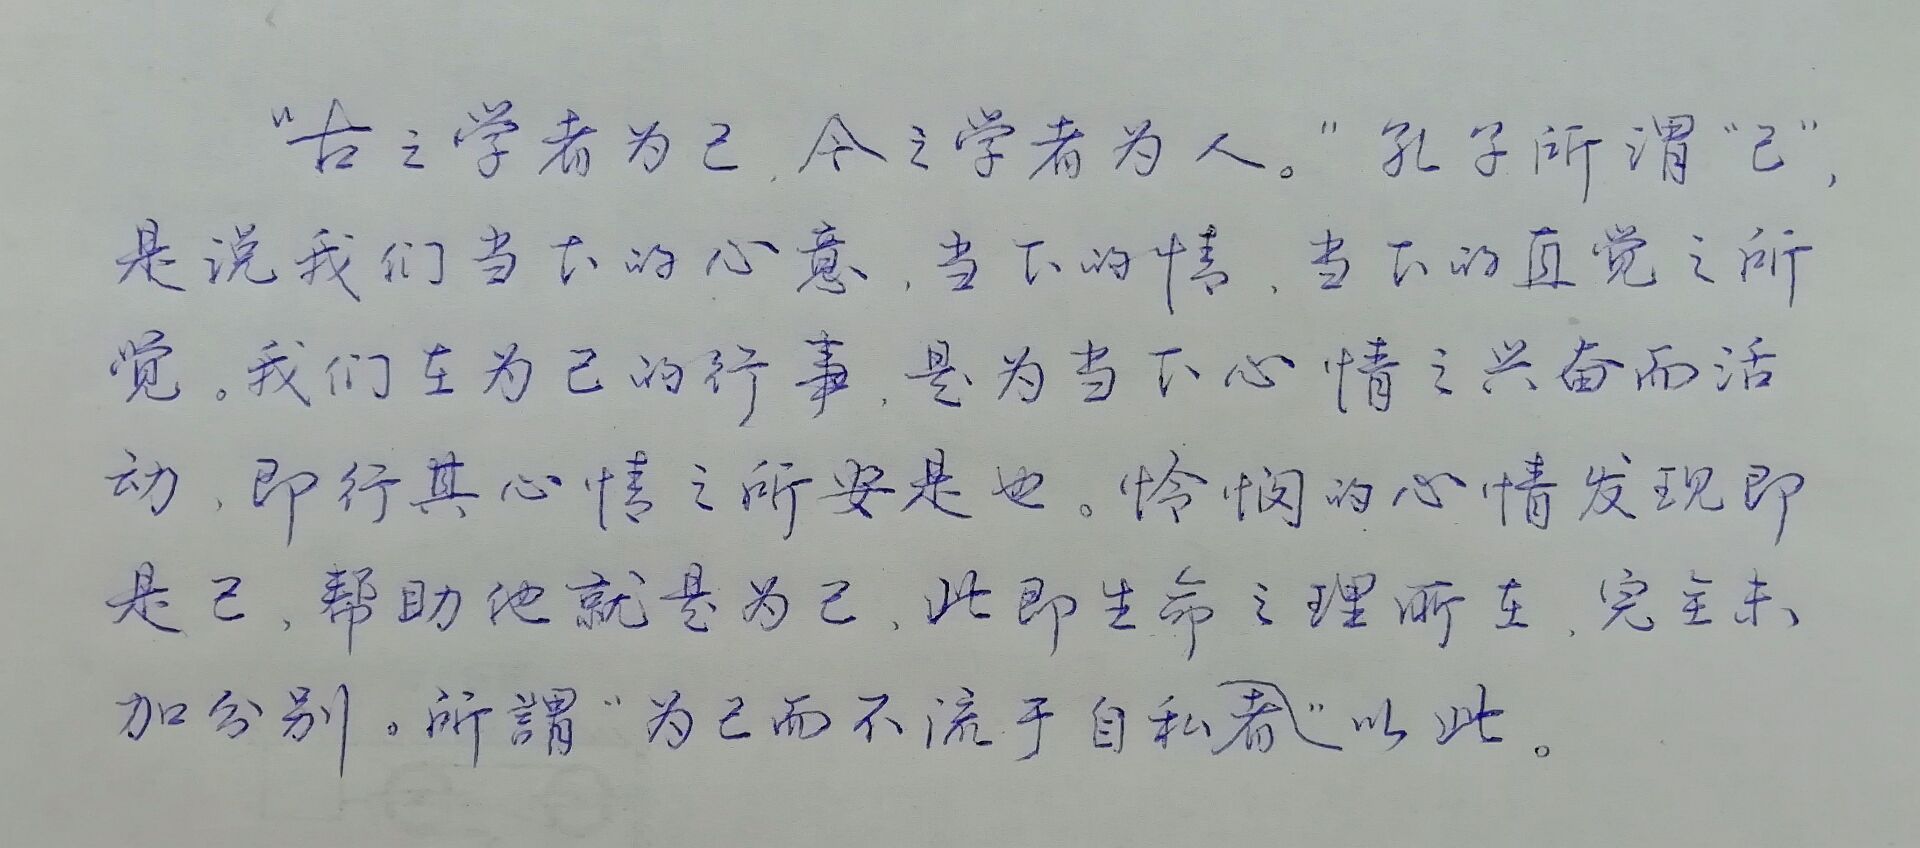 “古之学者为己，今之学者为人。”孔子所谓“己”，
是说我们当下的心意，当下的情，当下的直觉之所
觉。我们在为己的行事，是为当下心情之兴奋而活
动，即行其心情之所安是也。怜悯的心情发现即
是己，帮助他就是为己，此即生命之理所在，完全未
加分别。所謂“为己而不流于自私者”以此。